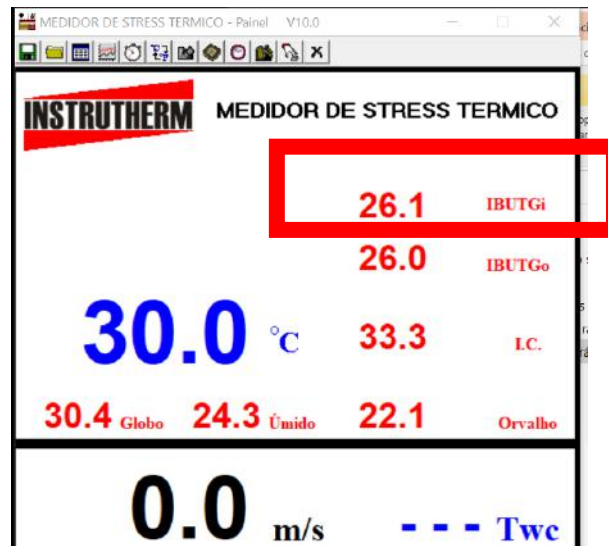 MEDIDOR DE STRESS TERMICO - Painel V10.0
INSTRUTHERM MEDIDOR DE STRESS TERMICO
26.1 IBUTGi
26.0 IBUTGo
30.0 °C 33.3 I.C.
30.4 Globo 24.3 Úmido 22.1 Orvalho
0.0 m/s - - - Twc